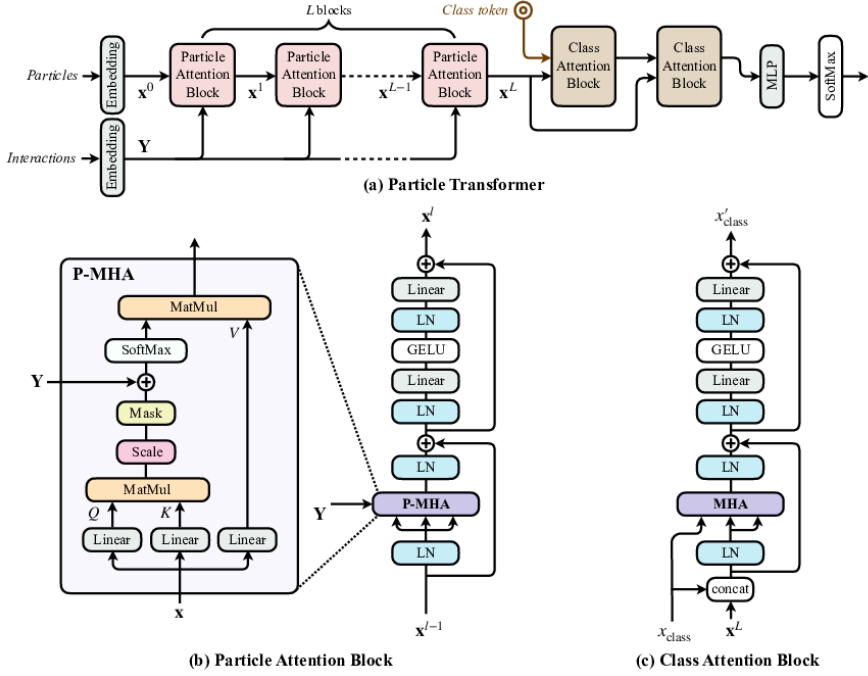 L blocks
Class token
Particles
Embedding
x⁰
Particle
Attention
Block
x¹
Particle
Attention
Block
x^{L−1}
Particle
Attention
Block
x^L
Class
Attention
Block
Class
Attention
Block
MLP
SoftMax
Interactions
Embedding
Y
(a) Particle Transformer
P-MHA
MatMul
V
SoftMax
Y
Mask
Scale
MatMul
Q
K
Linear
Linear
Linear
x
x^l
Linear
LN
GELU
Linear
LN
LN
Y
P-MHA
LN
x^{l−1}
(b) Particle Attention Block
x′_class
Linear
LN
GELU
Linear
LN
LN
MHA
LN
concat
x_class
x^L
(c) Class Attention Block